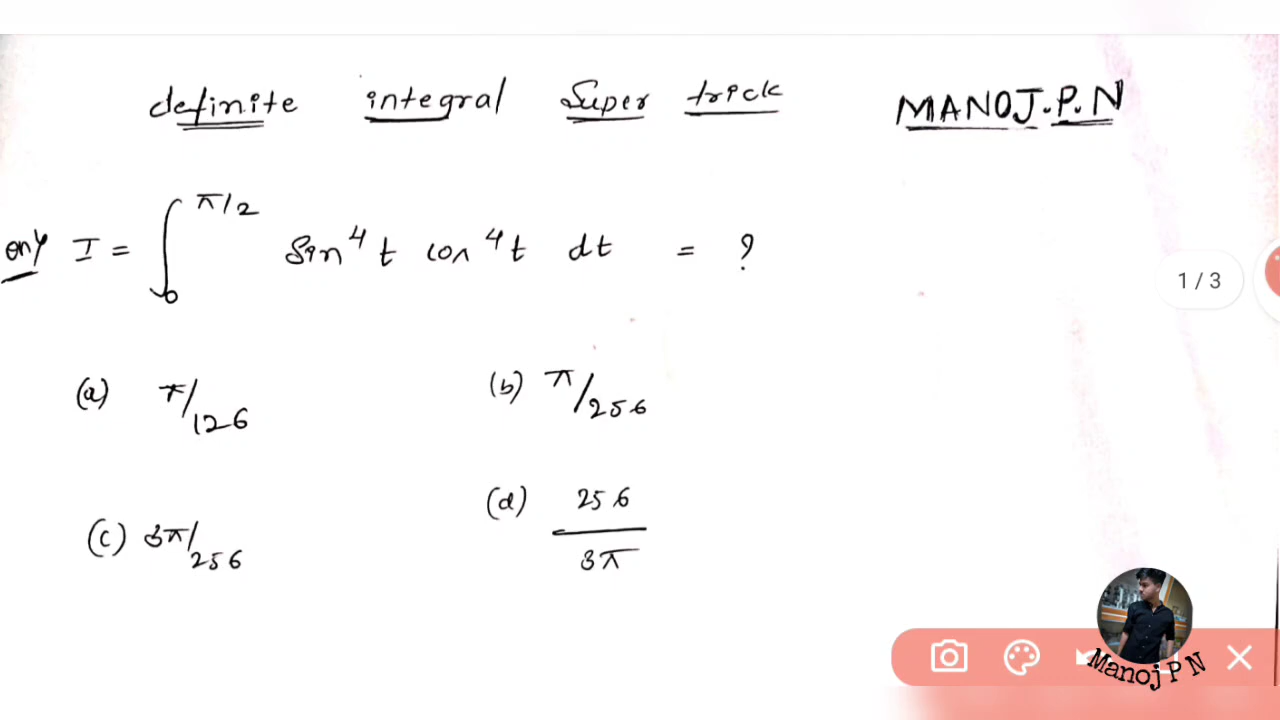 definite integral Super trick MANOJ.P.N
ony I = ∫₀^π/2 Sin⁴t cos⁴t dt = ?
1 / 3
(a) π/126 (b) π/256
(c) 3π/256 (d) 256/3π
Manoj P N